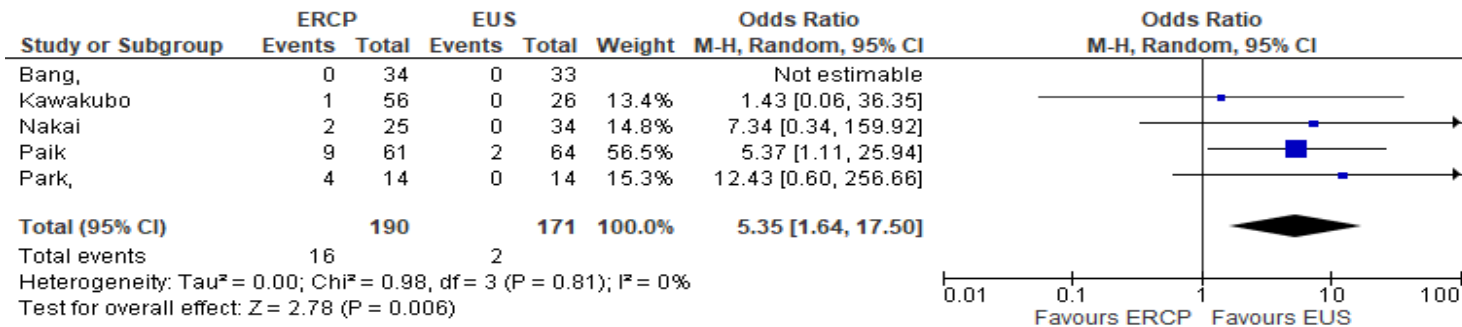 ERCP EUS Odds Ratio Odds Ratio
Study or Subgroup Events Total Events Total Weight M-H, Random, 95% CI M-H, Random, 95% CI
Bang, 0 34 0 33 Not estimable
Kawakubo 1 56 0 26 13.4% 1.43 [0.06, 36.35]
Nakai 2 25 0 34 14.8% 7.34 [0.34, 159.92]
Paik 9 61 2 64 56.5% 5.37 [1.11, 25.94]
Park, 4 14 0 14 15.3% 12.43 [0.60, 256.66]
Total (95% CI) 190 171 100.0% 5.35 [1.64, 17.50]
Total events 16 2
Heterogeneity: Tau² = 0.00; Chi² = 0.98, df = 3 (P = 0.81); I² = 0%
Test for overall effect: Z = 2.78 (P = 0.006)
0.01 0.1 1 10 100
Favours ERCP Favours EUS